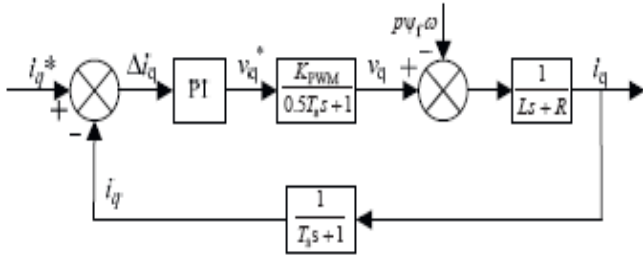 pψfω
−
iq*
+
−
Δiq
PI
vq*
KPWM
0.5Tss+1
vq
+
1
Ls+R
iq
iq
1
Tss+1